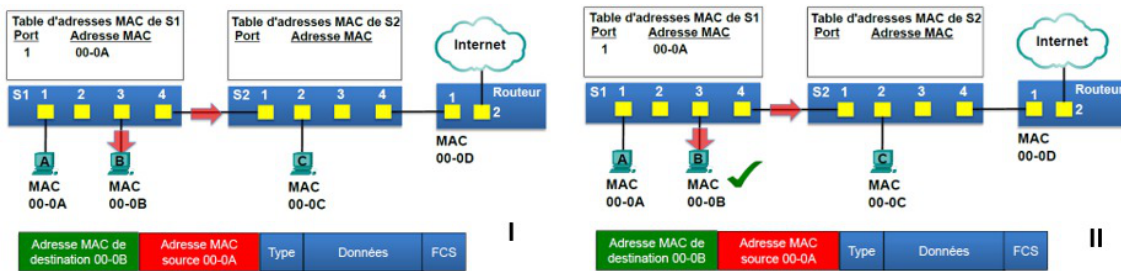 Table d'adresses MAC de S1
Port Adresse MAC
1 00-0A
Table d'adresses MAC de S2
Port Adresse MAC
Internet
S1 1 2 3 4
S2 1 2 3 4
Routeur
1 2
A
B
C
MAC
00-0A
MAC
00-0B
MAC
00-0C
MAC
00-0D
Adresse MAC de
destination 00-0B
Adresse MAC
source 00-0A
Type
Données
FCS
I
Table d'adresses MAC de S1
Port Adresse MAC
1 00-0A
Table d'adresses MAC de S2
Port Adresse MAC
Internet
S1 1 2 3 4
S2 1 2 3 4
Routeur
1 2
A
B
C
MAC
00-0A
MAC
00-0B
MAC
00-0C
MAC
00-0D
Adresse MAC de
destination 00-0B
Adresse MAC
source 00-0A
Type
Données
FCS
II